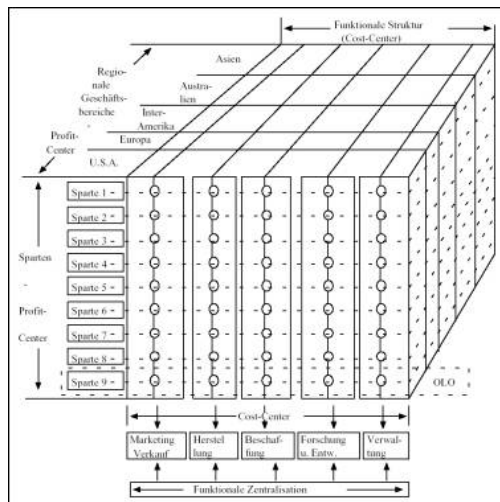 Funktionale Struktur
(Cost-Center)
Asien
Regio-
nale
Geschäfts-
bereiche
-
Profit-
Center
Austra-
lien
Inter-
Amerika
Europa
U.S.A.
Sparten
-
Profit-
Center
Sparte 1
Sparte 2
Sparte 3
Sparte 4
Sparte 5
Sparte 6
Sparte 7
Sparte 8
Sparte 9
OLO
Cost-Center
Marketing
Verkauf
Herstel
lung
Beschaf-
fung
Forschung
u. Entw.
Verwal-
tung
Funktionale Zentralisation